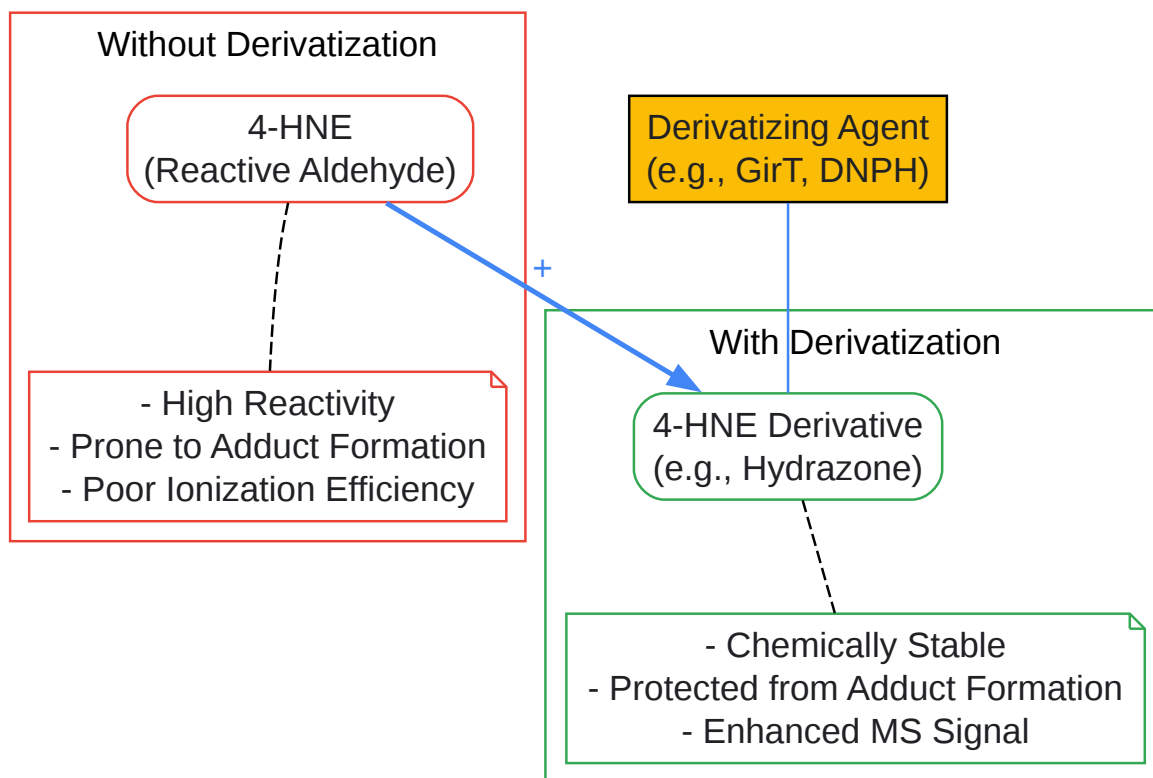 Without Derivatization
4-HNE
(Reactive Aldehyde)
Derivatizing Agent
(e.g., GirT, DNPH)
+
- High Reactivity
- Prone to Adduct Formation
- Poor Ionization Efficiency
With Derivatization
4-HNE Derivative
(e.g., Hydrazone)
- Chemically Stable
- Protected from Adduct Formation
- Enhanced MS Signal